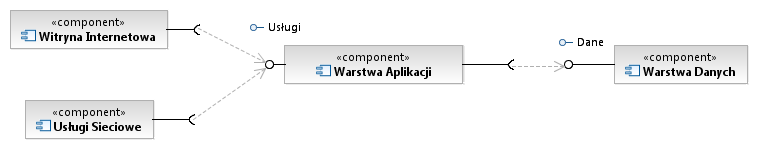 «component»
Witryna Internetowa
Usługi
«component»
Warstwa Aplikacji
Dane
«component»
Warstwa Danych
«component»
Usługi Sieciowe